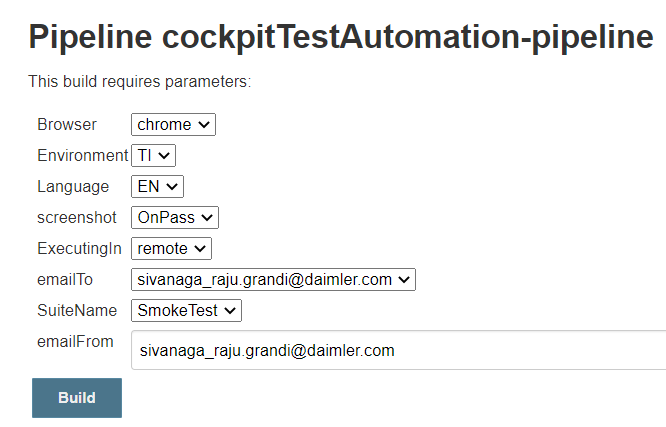 Pipeline cockpitTestAutomation-pipeline
This build requires parameters:
Browser chrome
Environment TI
Language EN
screenshot OnPass
ExecutingIn remote
emailTo sivanaga_raju.grandi@daimler.com
SuiteName SmokeTest
emailFrom sivanaga_raju.grandi@daimler.com
Build